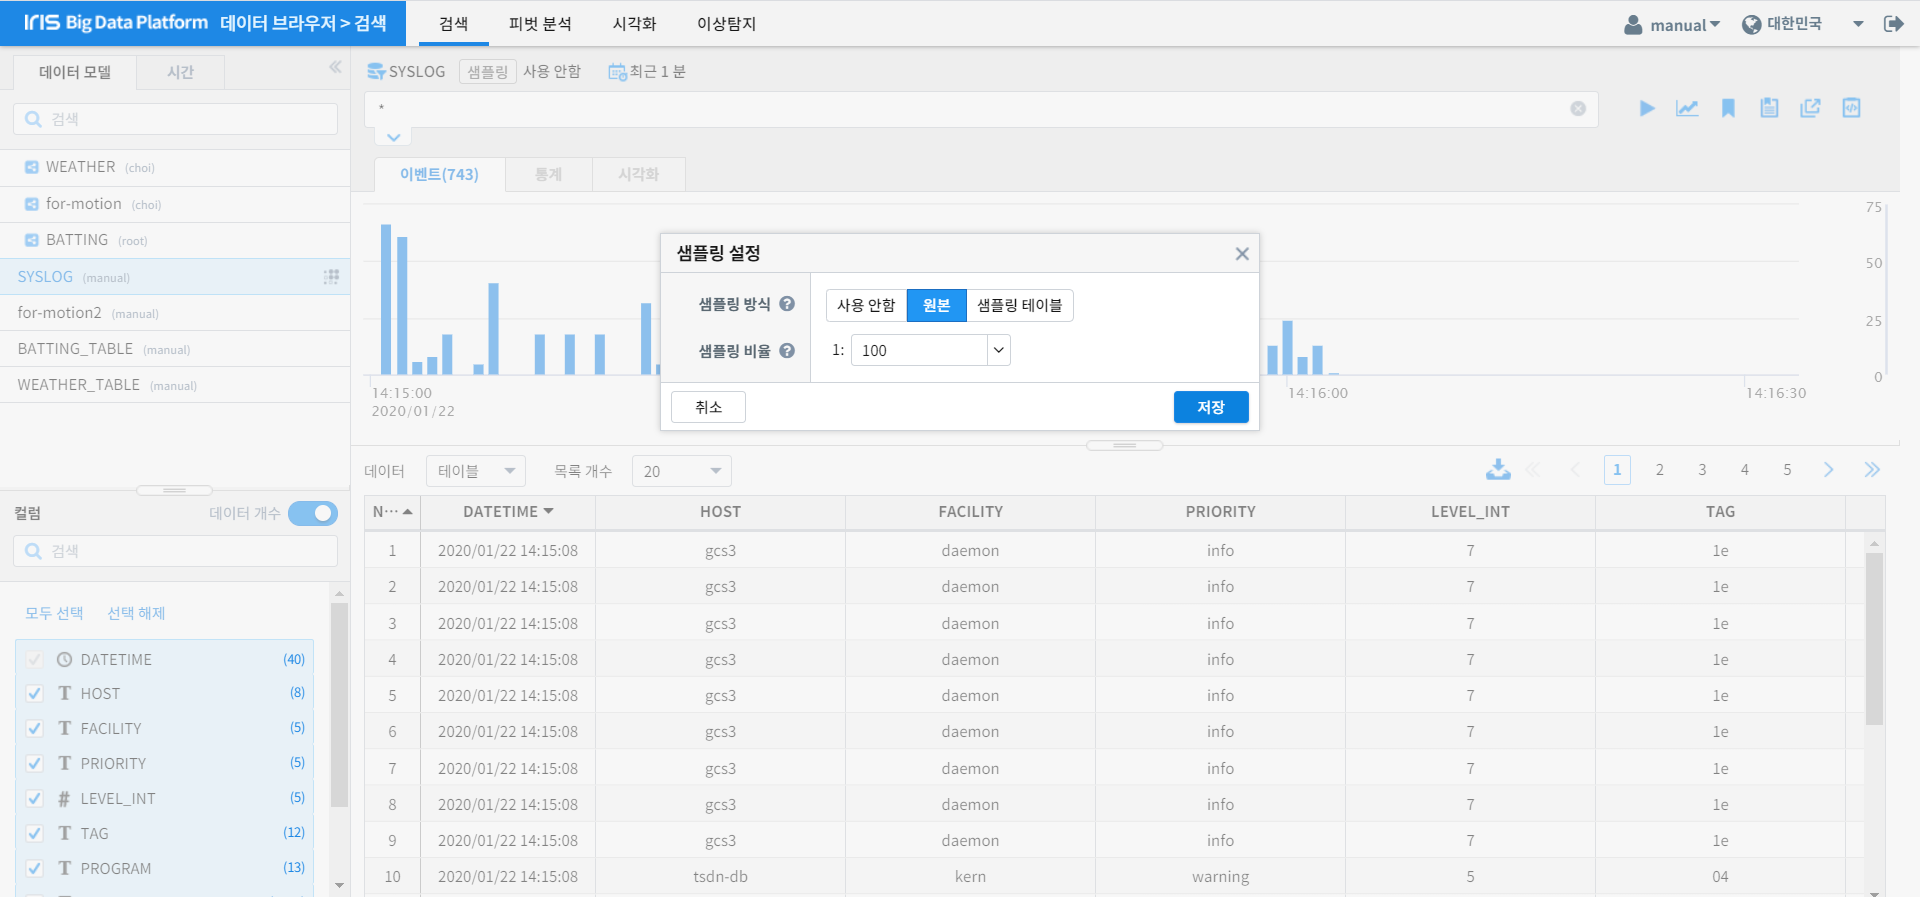 IRIS Big Data Platform 데이터 브라우저 > 검색
검색 피벗 분석 시각화 이상탐지
manual 대한민국
데이터 모델 시간
검색
WEATHER (choi)
for-motion (choi)
BATTING (root)
SYSLOG (manual)
for-motion2 (manual)
BATTING_TABLE (manual)
WEATHER_TABLE (manual)
컬럼 데이터 개수
검색
모두 선택 선택 해제
DATETIME (40)
T HOST (8)
T FACILITY (5)
T PRIORITY (5)
# LEVEL_INT (5)
T TAG (12)
T PROGRAM (13)
SYSLOG 샘플링 사용 안함 최근 1 분
*
이벤트(743) 통계 시각화
75
50
25
0
14:15:00 14:16:00 14:16:30
2020/01/22
샘플링 설정
샘플링 방식 ? 사용 안함 원본 샘플링 테이블
샘플링 비율 ? 1: 100
취소 저장
데이터 테이블 목록 개수 20 1 2 3 4 5
N··· DATETIME HOST FACILITY PRIORITY LEVEL_INT TAG
1 2020/01/22 14:15:08 gcs3 daemon info 7 1e
2 2020/01/22 14:15:08 gcs3 daemon info 7 1e
3 2020/01/22 14:15:08 gcs3 daemon info 7 1e
4 2020/01/22 14:15:08 gcs3 daemon info 7 1e
5 2020/01/22 14:15:08 gcs3 daemon info 7 1e
6 2020/01/22 14:15:08 gcs3 daemon info 7 1e
7 2020/01/22 14:15:08 gcs3 daemon info 7 1e
8 2020/01/22 14:15:08 gcs3 daemon info 7 1e
9 2020/01/22 14:15:08 gcs3 daemon info 7 1e
10 2020/01/22 14:15:08 tsdn-db kern warning 5 04